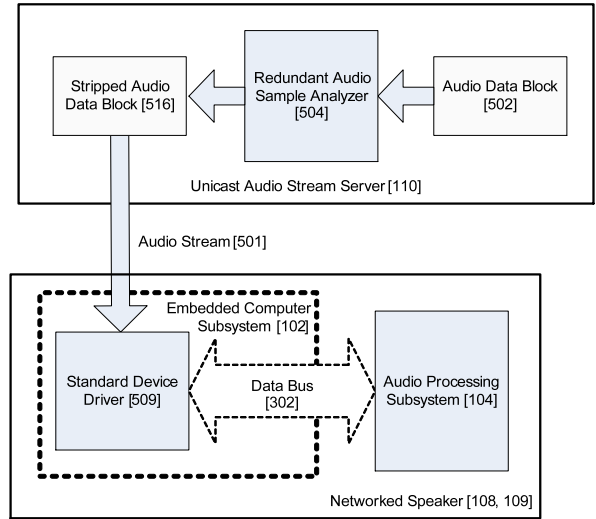 Stripped Audio
Data Block [516]
Redundant Audio
Sample Analyzer
[504]
Audio Data Block
[502]
Unicast Audio Stream Server [110]
Audio Stream [501]
Embedded Computer
Subsystem [102]
Standard Device
Driver [509]
Data Bus
[302]
Audio Processing
Subsystem [104]
Networked Speaker [108, 109]